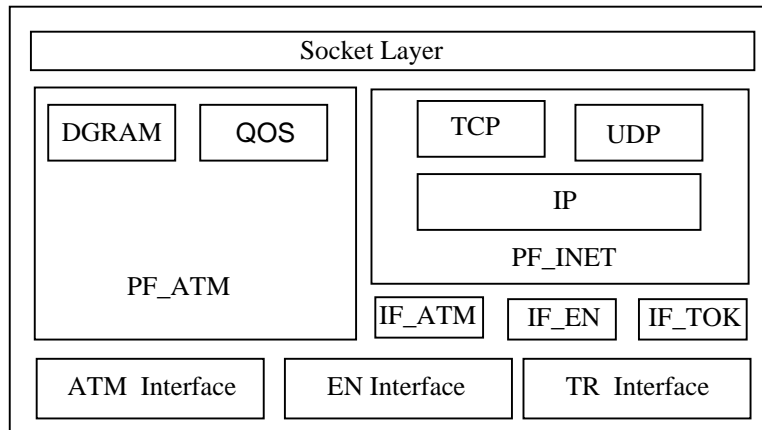 Socket Layer
DGRAM
QOS
PF_ATM
TCP
UDP
IP
PF_INET
IF_ATM
IF_EN
IF_TOK
ATM Interface
EN Interface
TR Interface